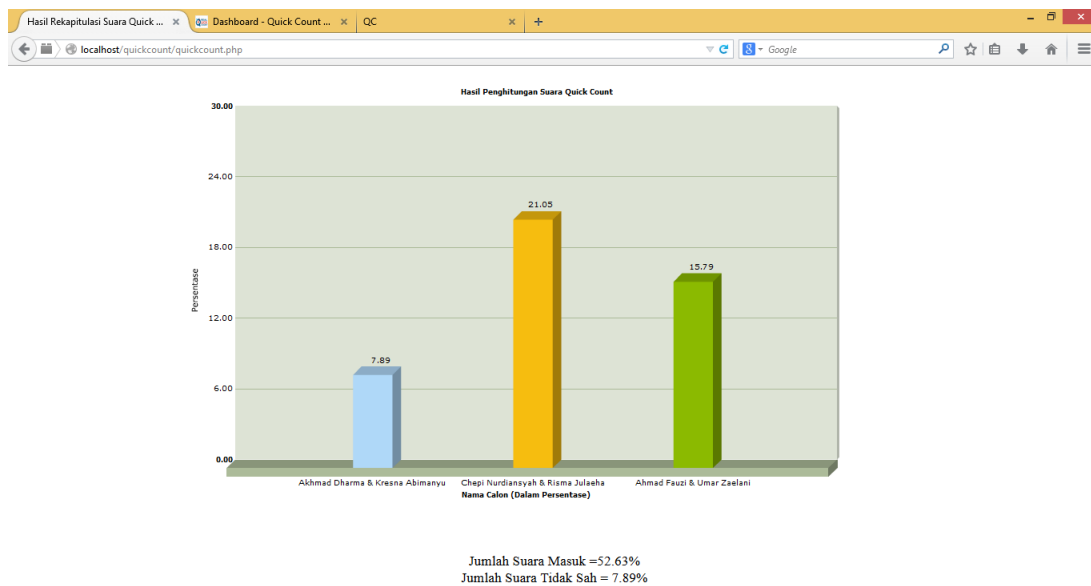 Hasil Rekapitulasi Suara Quick ...
Dashboard - Quick Count ...
QC
localhost/quickcount/quickcount.php
Google
Hasil Penghitungan Suara Quick Count
30.00
24.00
18.00
12.00
6.00
0.00
Persentase
7.89
21.05
15.79
Akhmad Dharma & Kresna Abimanyu
Chepi Nurdiansyah & Risma Julaeha
Ahmad Fauzi & Umar Zaelani
Nama Calon (Dalam Persentase)
Jumlah Suara Masuk =52.63%
Jumlah Suara Tidak Sah = 7.89%